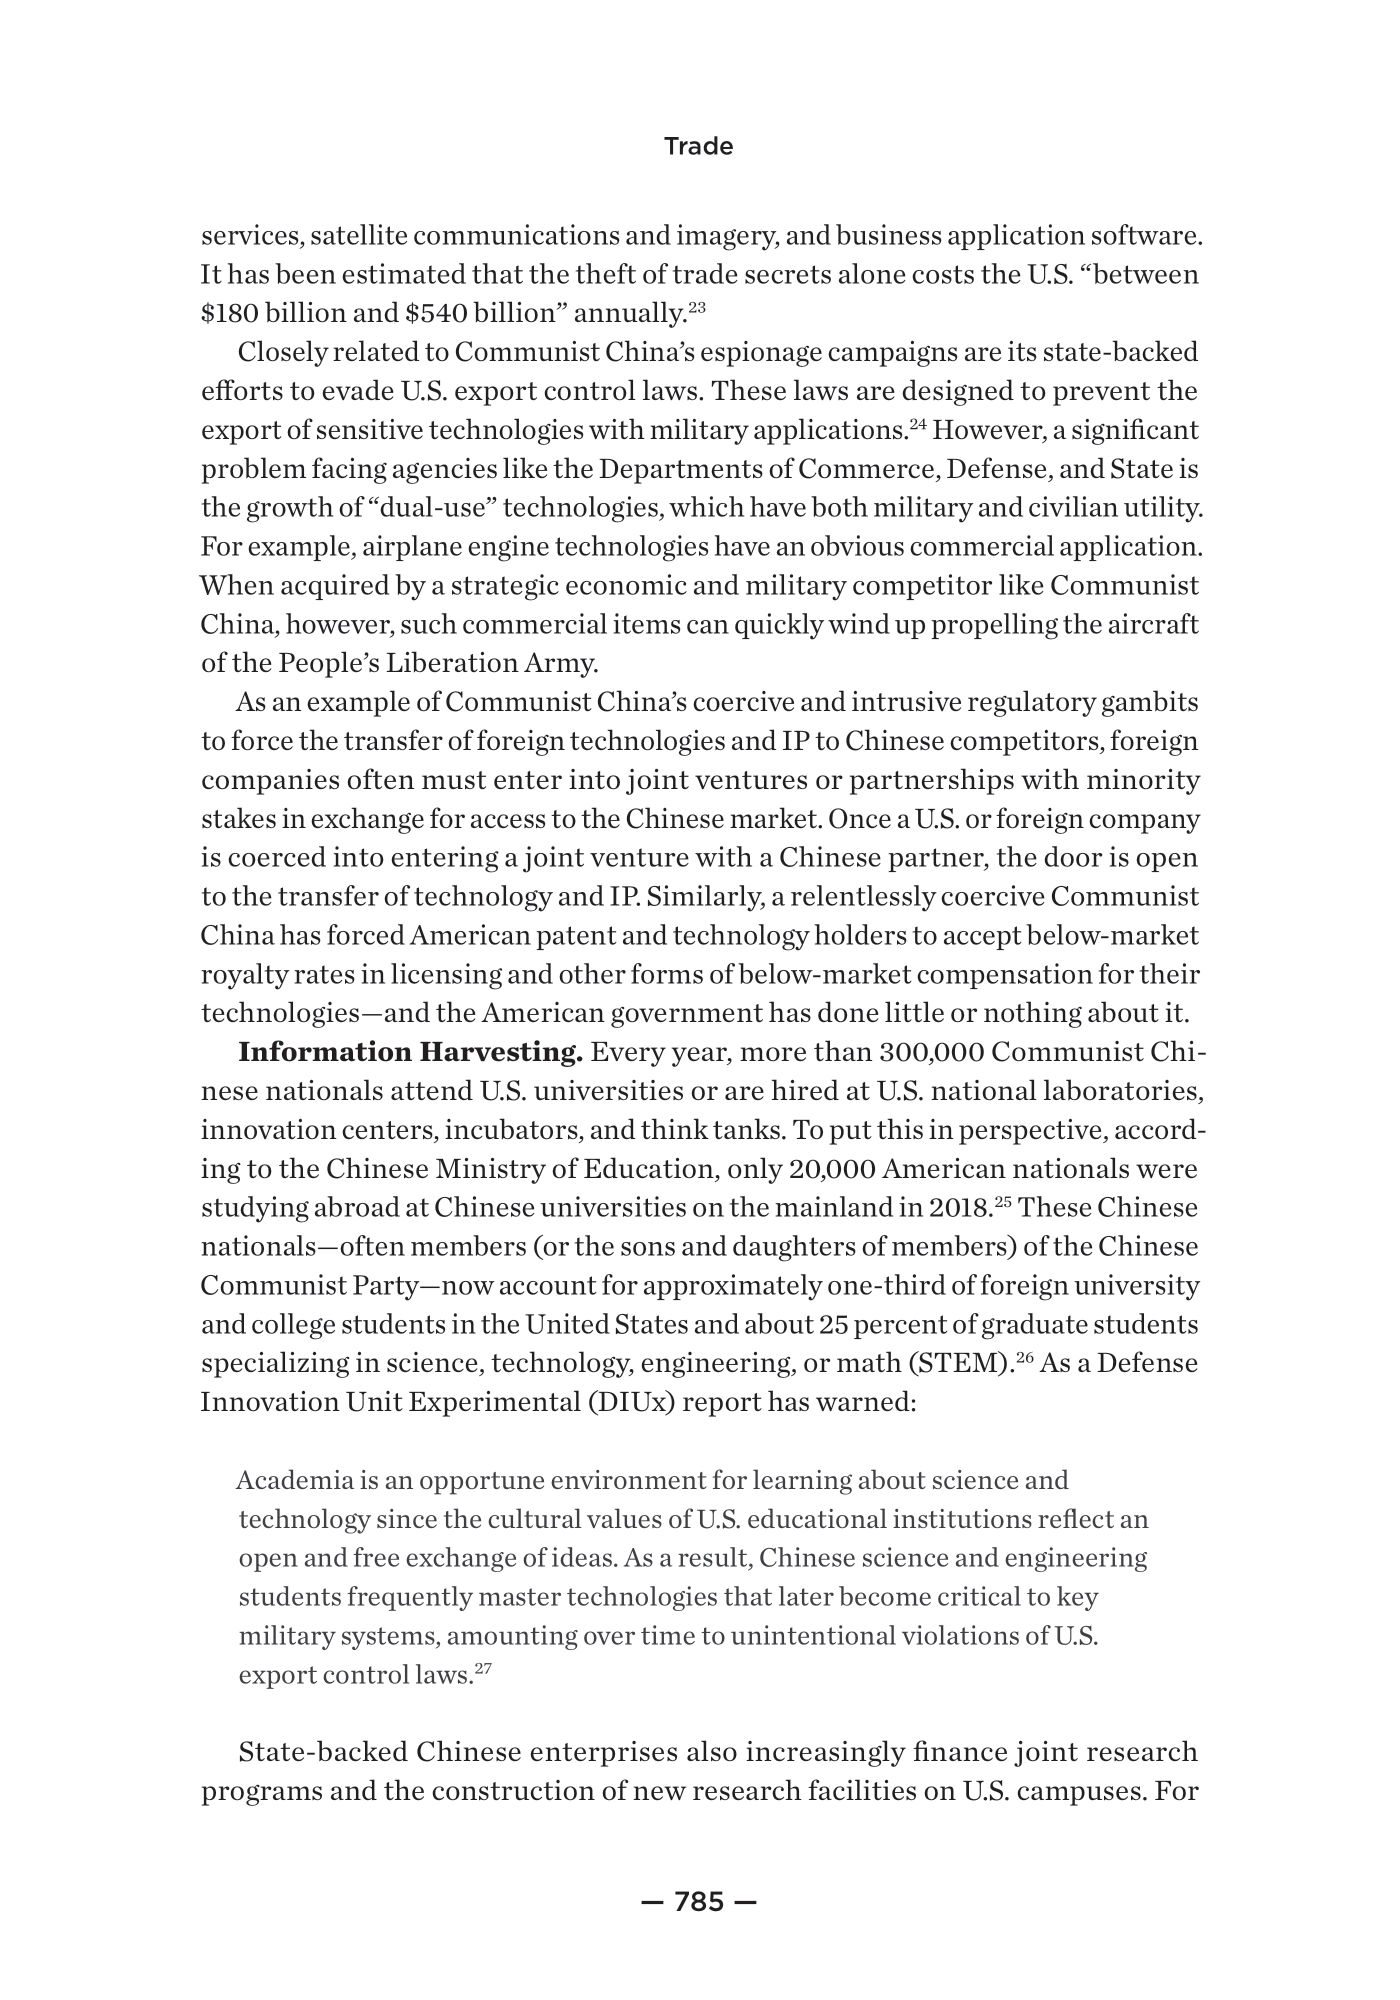 Trade
services, satellite communications and imagery, and business application software.
It has been estimated that the theft of trade secrets alone costs the U.S. “between
$180 billion and $540 billion” annually.²³
Closely related to Communist China’s espionage campaigns are its state-backed
efforts to evade U.S. export control laws. These laws are designed to prevent the
export of sensitive technologies with military applications.²⁴ However, a significant
problem facing agencies like the Departments of Commerce, Defense, and State is
the growth of “dual-use” technologies, which have both military and civilian utility.
For example, airplane engine technologies have an obvious commercial application.
When acquired by a strategic economic and military competitor like Communist
China, however, such commercial items can quickly wind up propelling the aircraft
of the People’s Liberation Army.
As an example of Communist China’s coercive and intrusive regulatory gambits
to force the transfer of foreign technologies and IP to Chinese competitors, foreign
companies often must enter into joint ventures or partnerships with minority
stakes in exchange for access to the Chinese market. Once a U.S. or foreign company
is coerced into entering a joint venture with a Chinese partner, the door is open
to the transfer of technology and IP. Similarly, a relentlessly coercive Communist
China has forced American patent and technology holders to accept below-market
royalty rates in licensing and other forms of below-market compensation for their
technologies—and the American government has done little or nothing about it.
Information Harvesting. Every year, more than 300,000 Communist Chi-
nese nationals attend U.S. universities or are hired at U.S. national laboratories,
innovation centers, incubators, and think tanks. To put this in perspective, accord-
ing to the Chinese Ministry of Education, only 20,000 American nationals were
studying abroad at Chinese universities on the mainland in 2018.²⁵ These Chinese
nationals—often members (or the sons and daughters of members) of the Chinese
Communist Party—now account for approximately one-third of foreign university
and college students in the United States and about 25 percent of graduate students
specializing in science, technology, engineering, or math (STEM).²⁶ As a Defense
Innovation Unit Experimental (DIUx) report has warned:
Academia is an opportune environment for learning about science and
technology since the cultural values of U.S. educational institutions reflect an
open and free exchange of ideas. As a result, Chinese science and engineering
students frequently master technologies that later become critical to key
military systems, amounting over time to unintentional violations of U.S.
export control laws.²⁷
State-backed Chinese enterprises also increasingly finance joint research
programs and the construction of new research facilities on U.S. campuses. For
— 785 —